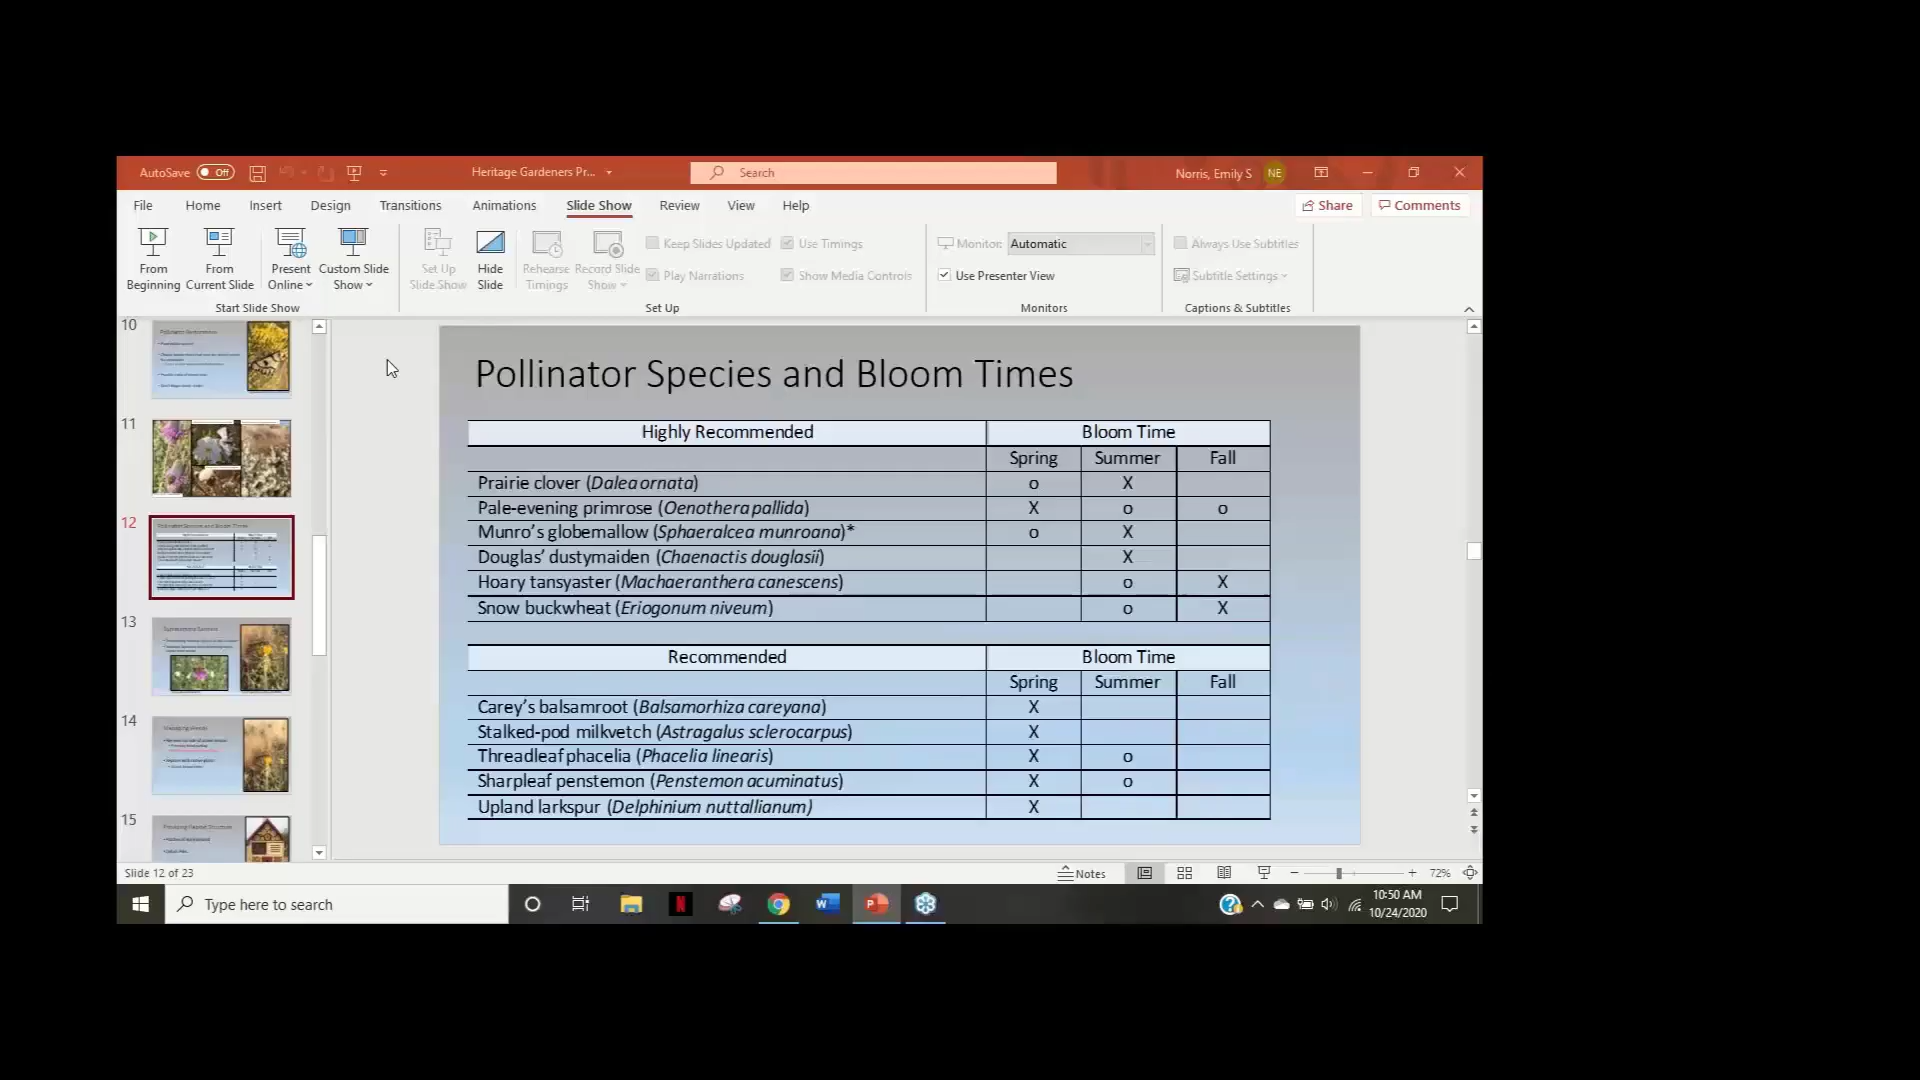 AutoSave Off Heritage Gardeners Pr... Search Norris, Emily S NE
File Home Insert Design Transitions Animations Slide Show Review View Help Share Comments
From Beginning
From Current Slide
Present Online
Custom Slide Show
Set Up Slide Show
Hide Slide
Rehearse Timings
Record Slide Show
Keep Slides Updated
Play Narrations
Use Timings
Show Media Controls
Monitor: Automatic
Use Presenter View
Always Use Subtitles
Subtitle Settings
Start Slide Show Set Up Monitors Captions & Subtitles
10
11
12
Pollinator Species and Bloom Times
13
14
15
Pollinator Species and Bloom Times
Highly Recommended Bloom Time
Spring Summer Fall
Prairie clover (Dalea ornata) o X
Pale-evening primrose (Oenothera pallida) X o o
Munro's globemallow (Sphaeralcea munroana)* o X
Douglas' dustymaiden (Chaenactis douglasii) X
Hoary tansyaster (Machaeranthera canescens) o X
Snow buckwheat (Eriogonum niveum) o X
Recommended Bloom Time
Spring Summer Fall
Carey's balsamroot (Balsamorhiza careyana) X
Stalked-pod milkvetch (Astragalus sclerocarpus) X
Threadleaf phacelia (Phacelia linearis) X o
Sharpleaf penstemon (Penstemon acuminatus) X o
Upland larkspur (Delphinium nuttallianum) X
Slide 12 of 23 Notes 72%
Type here to search
10:50 AM
10/24/2020